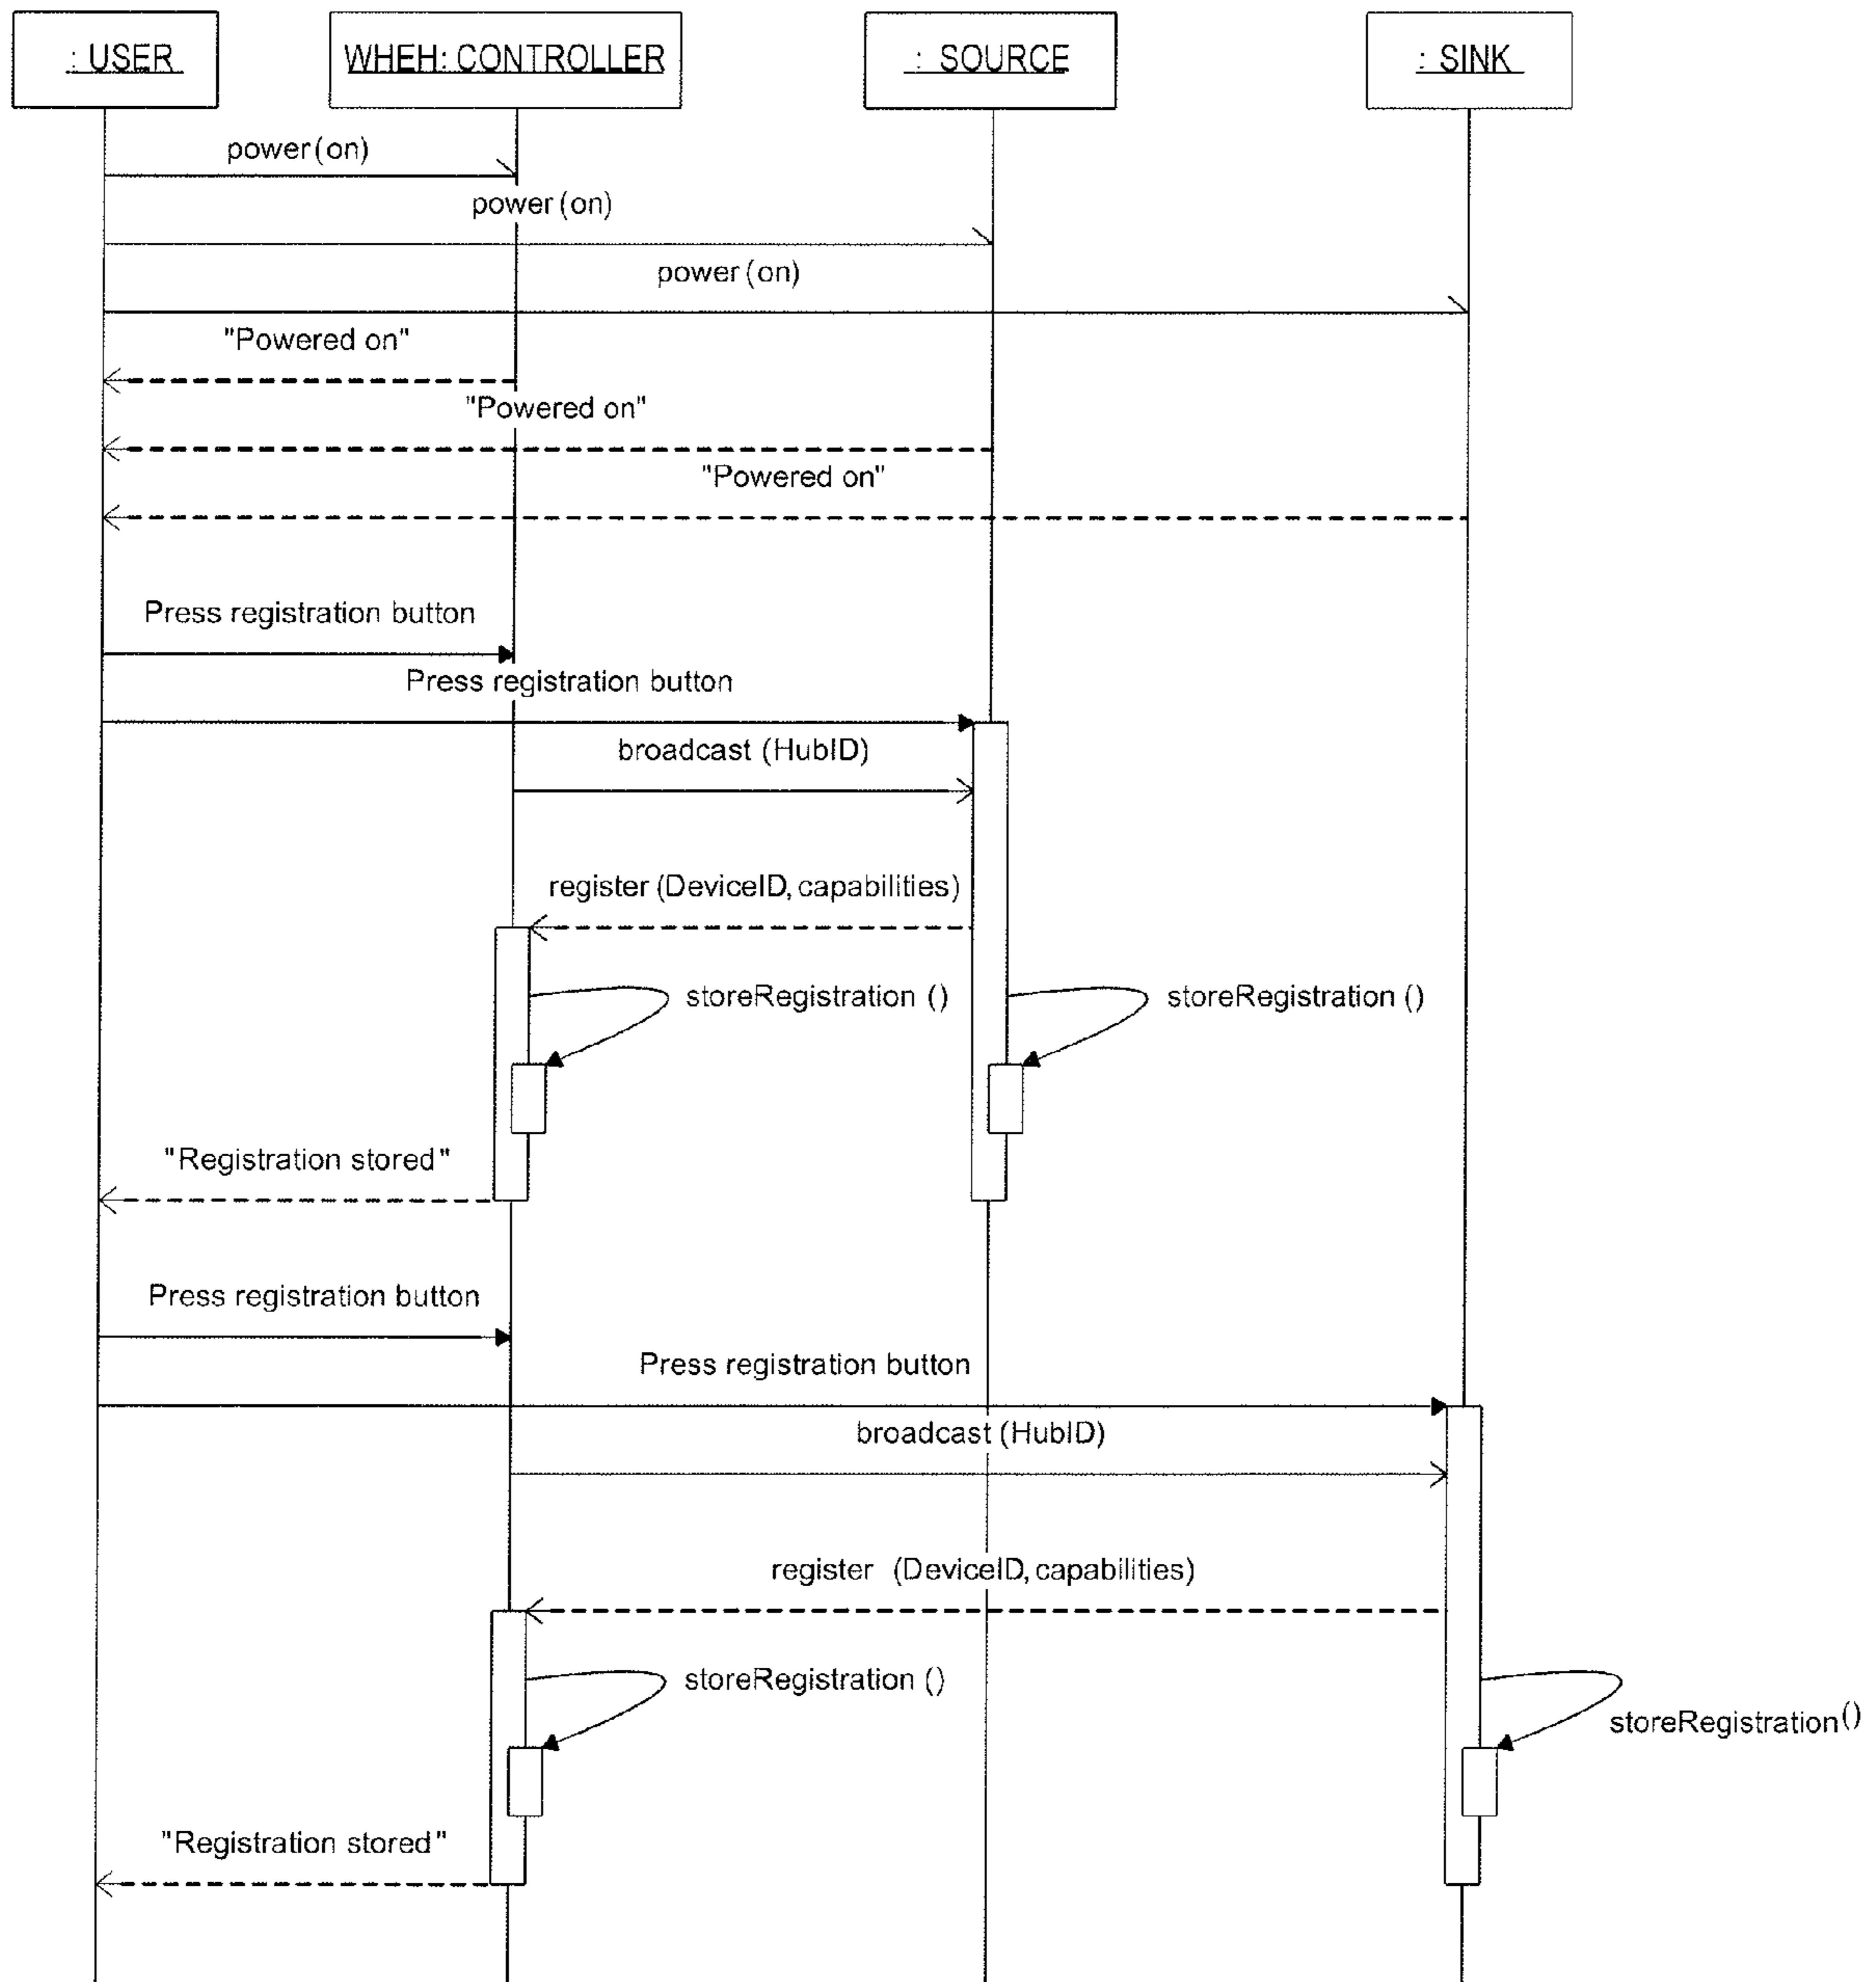 : USER
WHEH: CONTROLLER
: SOURCE
: SINK
power (on)
power (on)
power (on)
"Powered on"
"Powered on"
"Powered on"
Press registration button
Press registration button
broadcast (HubID)
register (DeviceID, capabilities)
storeRegistration ()
storeRegistration ()
"Registration stored"
Press registration button
Press registration button
broadcast (HubID)
register (DeviceID, capabilities)
storeRegistration ()
storeRegistration ()
"Registration stored"